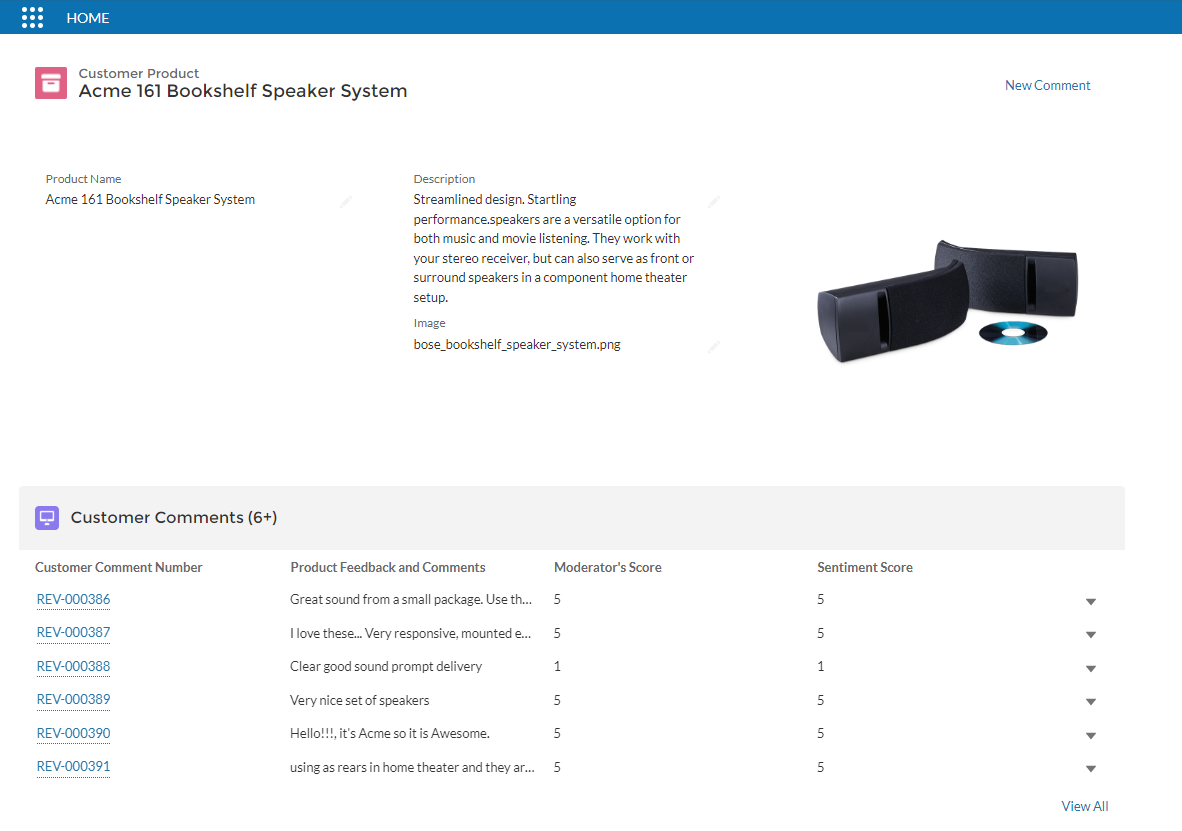 HOME
Customer Product
Acme 161 Bookshelf Speaker System
New Comment
Product Name
Acme 161 Bookshelf Speaker System
Description
Streamlined design. Startling
performance.speakers are a versatile option for
both music and movie listening. They work with
your stereo receiver, but can also serve as front or
surround speakers in a component home theater
setup.
Image
bose_bookshelf_speaker_system.png
Customer Comments (6+)
Customer Comment Number Product Feedback and Comments Moderator's Score Sentiment Score
REV-000386 Great sound from a small package. Use th... 5 5
REV-000387 I love these... Very responsive, mounted e... 5 5
REV-000388 Clear good sound prompt delivery 1 1
REV-000389 Very nice set of speakers 5 5
REV-000390 Hello!!!, it's Acme so it is Awesome. 5 5
REV-000391 using as rears in home theater and they ar... 5 5
View All